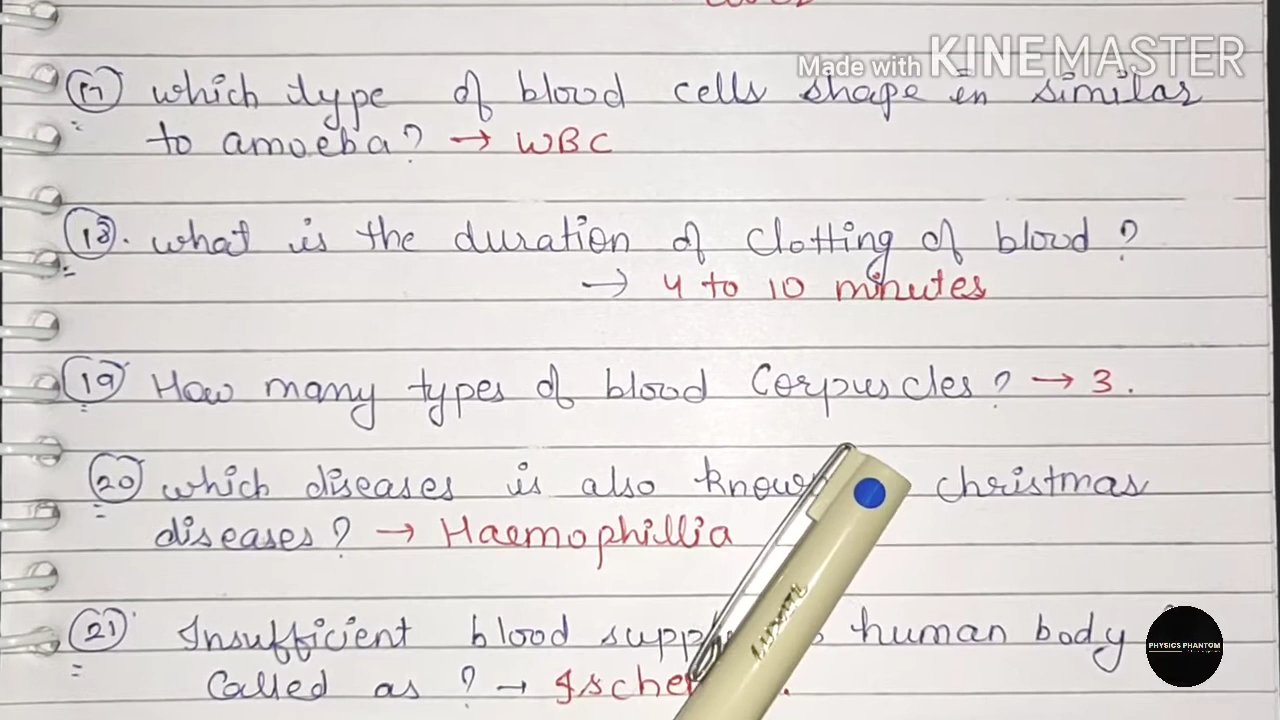 Made with KINEMASTER
(17) which type of blood cells shape in similar
to amoeba? → WBC
(18). what is the duration of clotting of blood?
→ 4 to 10 minutes
(19) How many types of blood Corpuscles? → 3.
(20) which diseases is also known christmas
diseases? → Haemophillia
(21) Insufficient blood human body
Called as ? →
PHYSICS PHANTOM